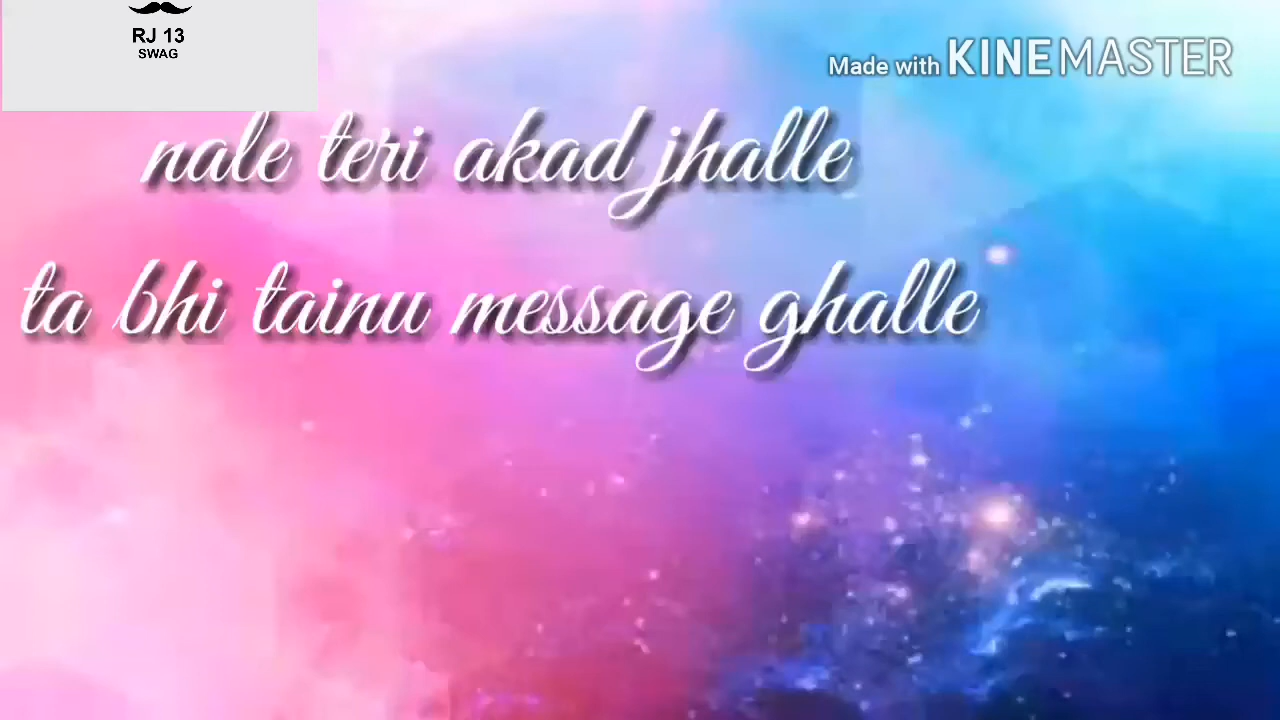 RJ 13
SWAG
Made with KINEMASTER
nale teri akad jhalle
ta bhi tainu message ghalle